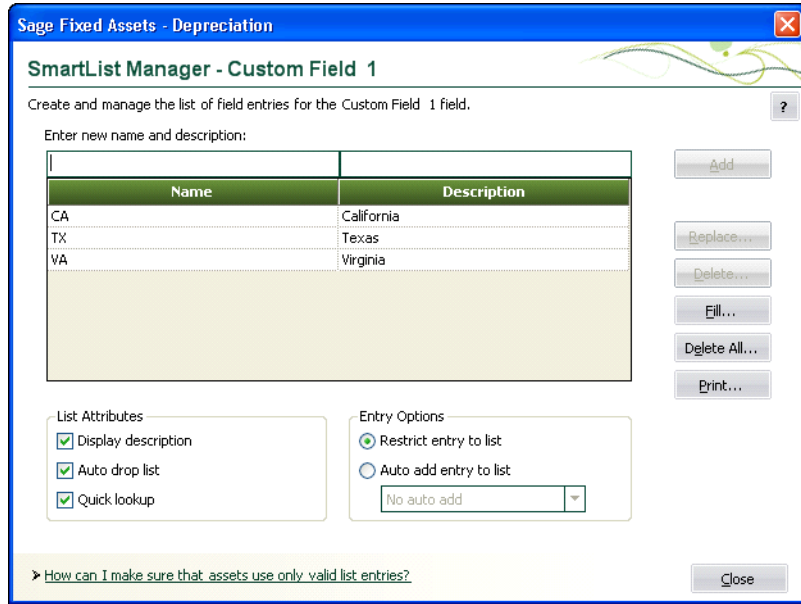 Sage Fixed Assets - Depreciation
SmartList Manager - Custom Field 1
Create and manage the list of field entries for the Custom Field 1 field.
?
Enter new name and description:
Add
Name Description
CA California
TX Texas
VA Virginia
Replace...
Delete...
Fill...
Delete All...
Print...
List Attributes
Display description
Auto drop list
Quick lookup
Entry Options
Restrict entry to list
Auto add entry to list
No auto add
How can I make sure that assets use only valid list entries?
Close